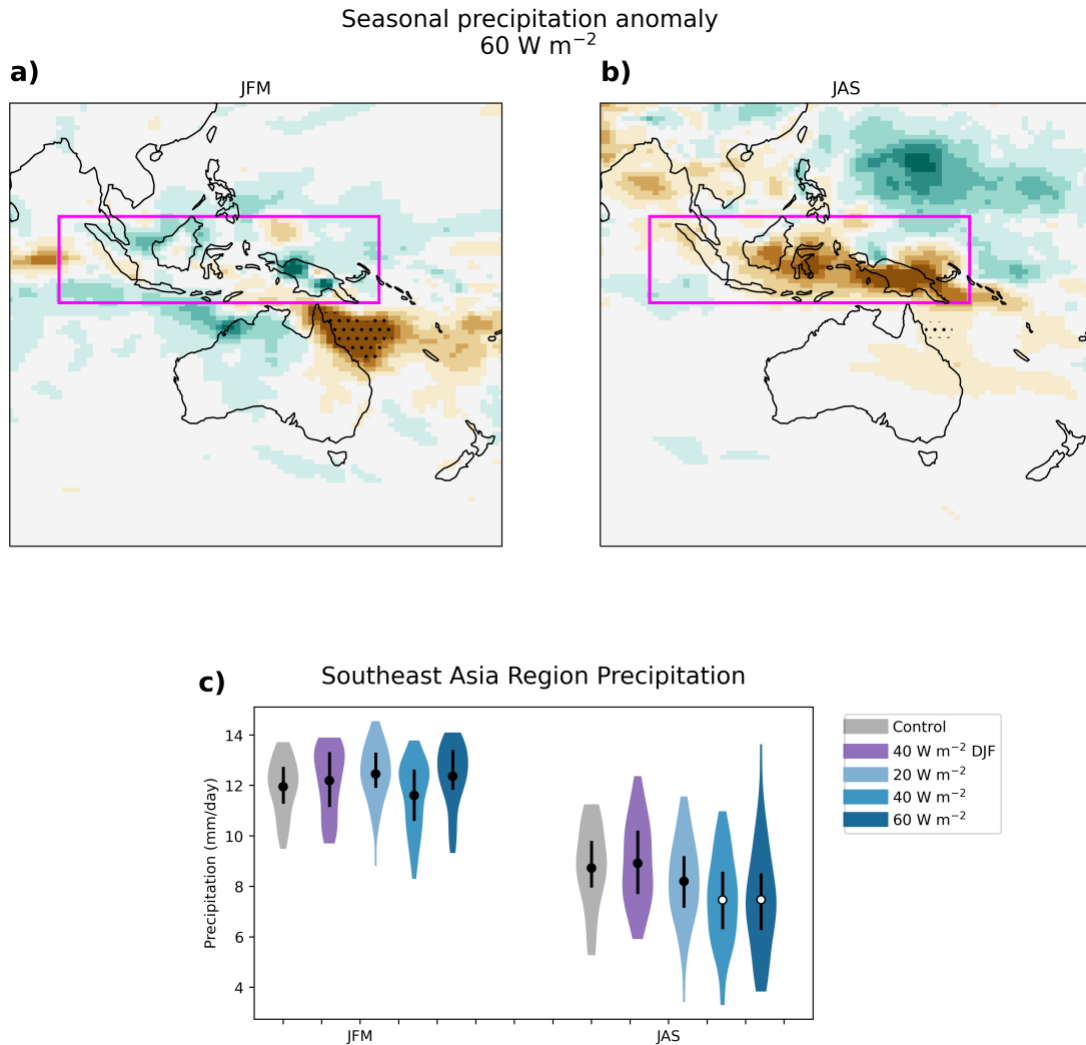 Seasonal precipitation anomaly
60 W m⁻²
a)
JFM
b)
JAS
c)
Southeast Asia Region Precipitation
Precipitation (mm/day)
14
12
10
8
6
4
JFM
JAS
Control
40 W m⁻² DJF
20 W m⁻²
40 W m⁻²
60 W m⁻²